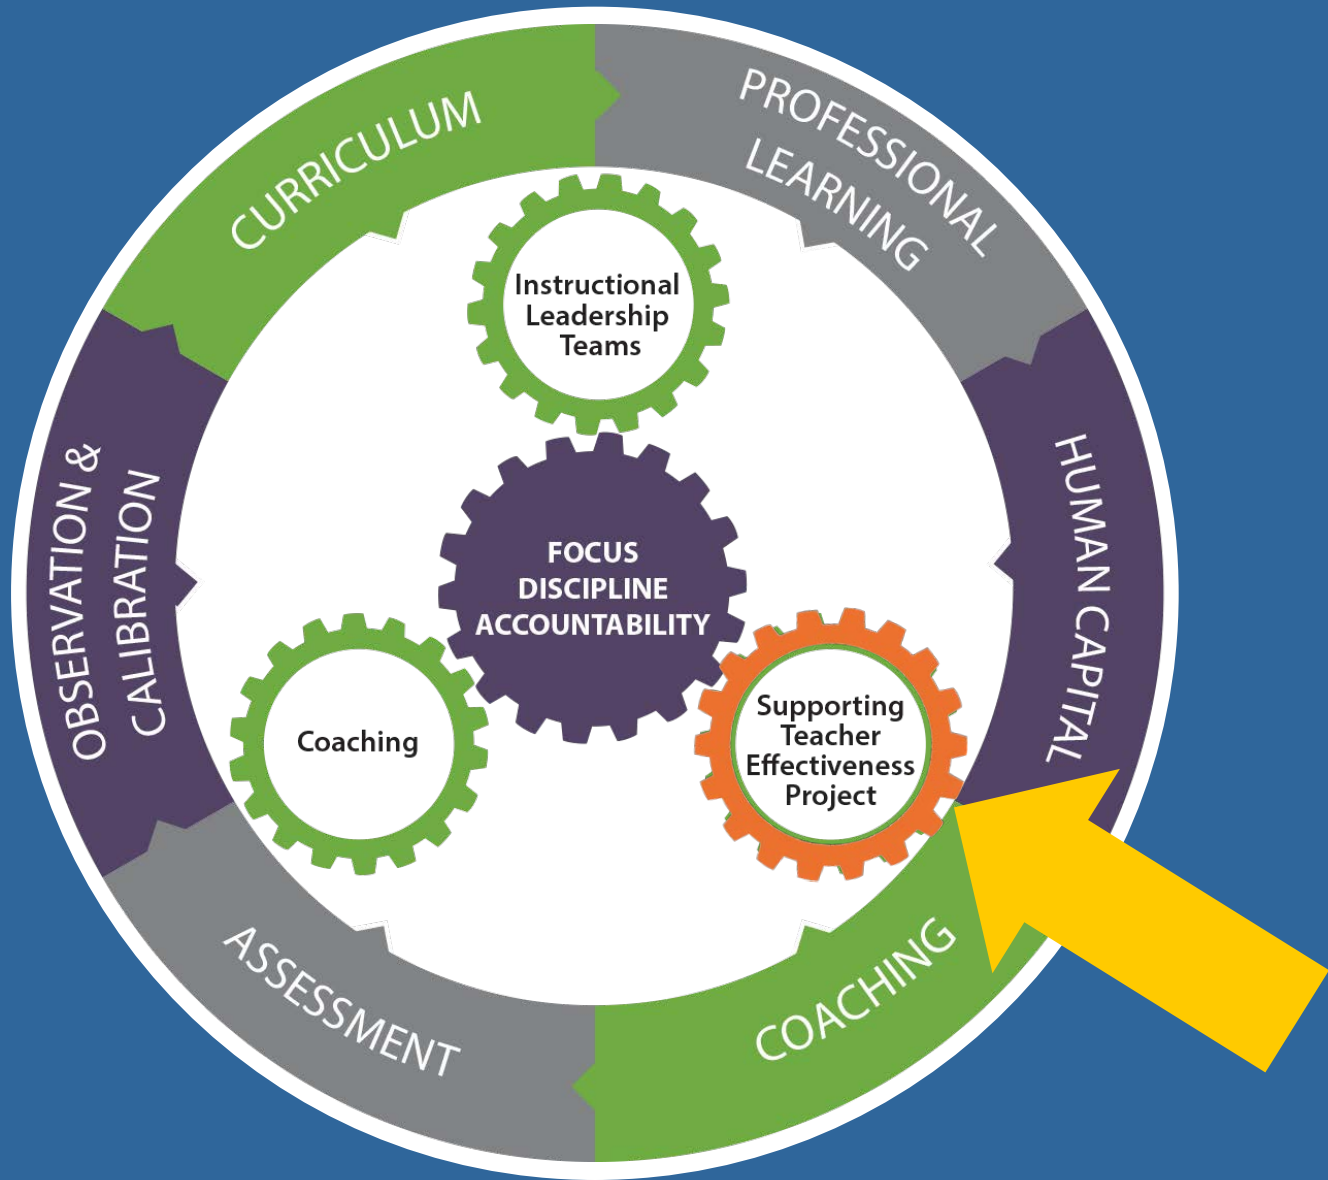 CURRICULUM
PROFESSIONAL
LEARNING
HUMAN CAPITAL
COACHING
ASSESSMENT
OBSERVATION &
CALIBRATION
Instructional
Leadership
Teams
FOCUS
DISCIPLINE
ACCOUNTABILITY
Coaching
Supporting
Teacher
Effectiveness
Project